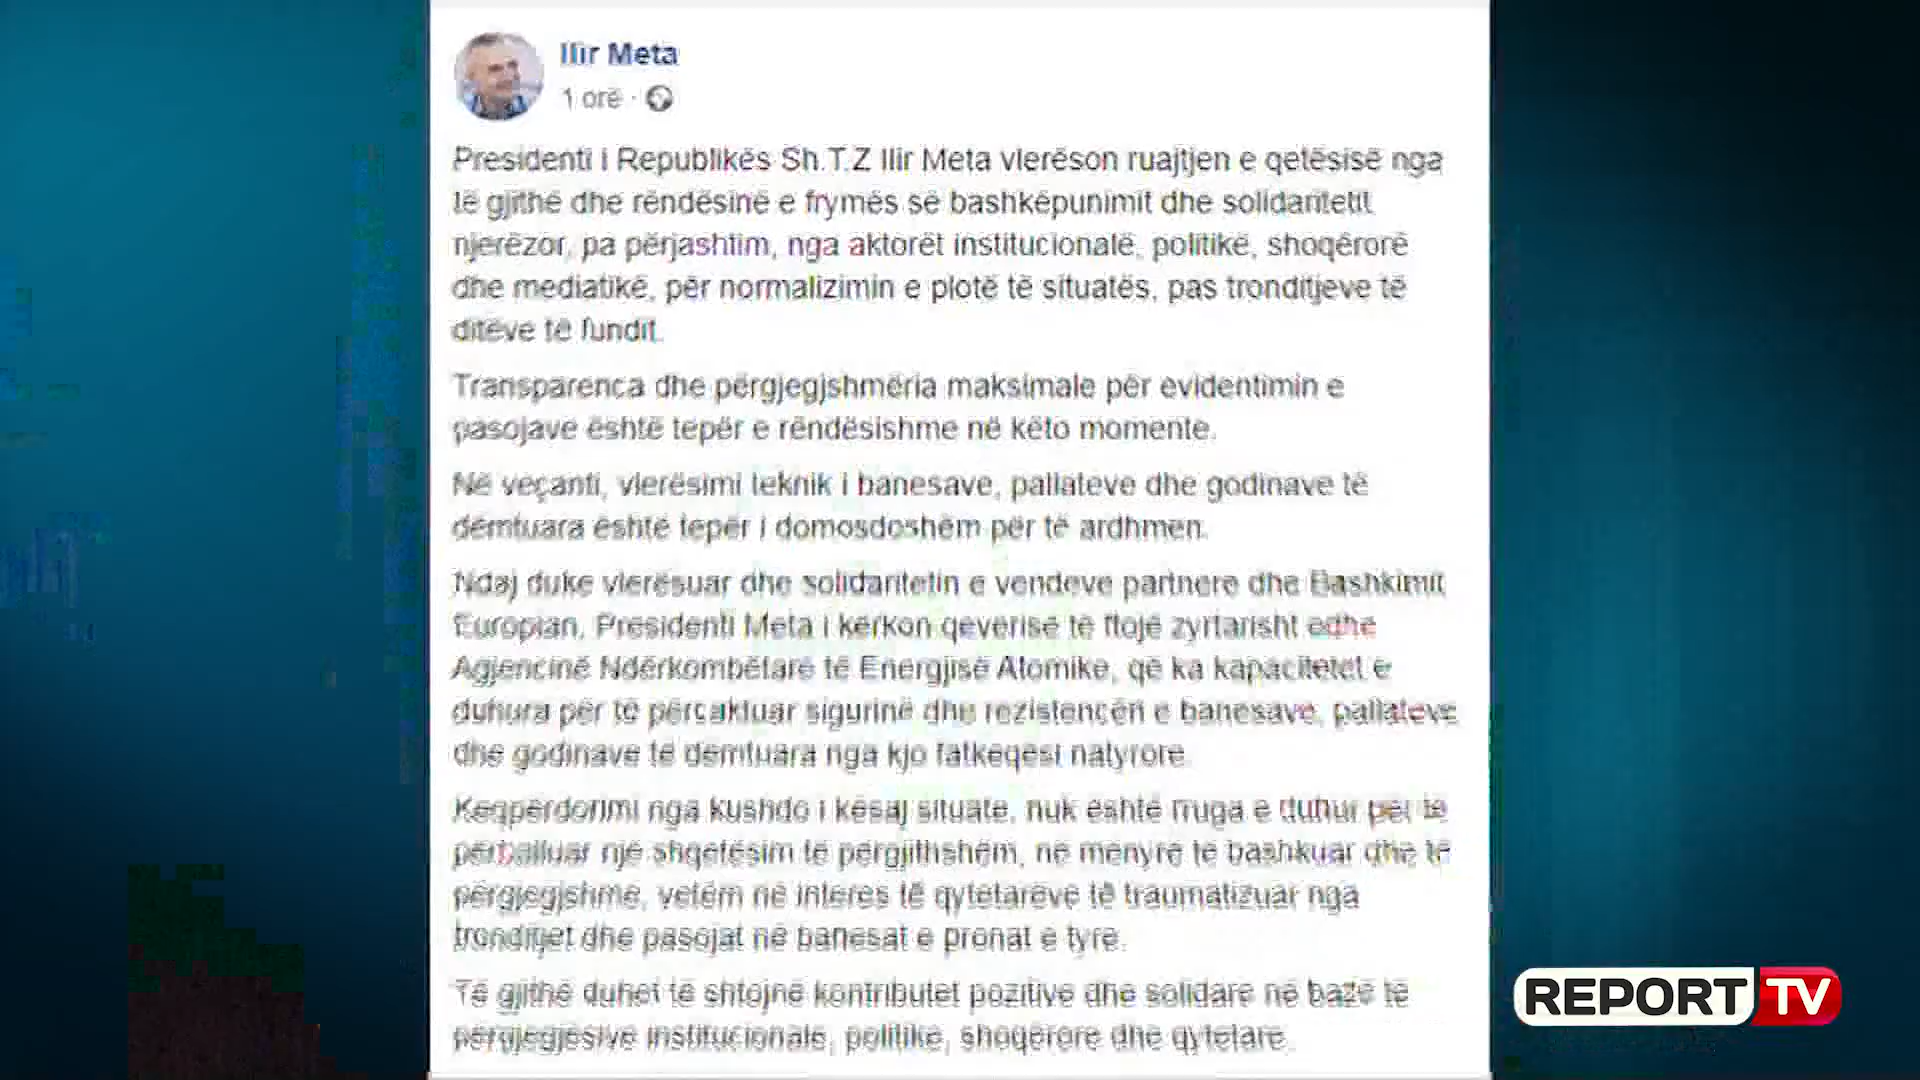 Ilir Meta
1 orë ·
Presidenti i Republikës Sh.T.Z Ilir Meta vlerëson ruajtjen e qetësisë nga
të gjithë dhe rëndësinë e frymës së bashkëpunimit dhe solidaritetit
njerëzor, pa përjashtim, nga aktorët institucionalë, politikë, shoqërorë
dhe mediatikë, për normalizimin e plotë të situatës, pas tronditjeve të
ditëve të fundit.
Transparenca dhe përgjegjshmëria maksimale për evidentimin e
pasojave është tepër e rëndësishme në këto momente.
Në veçanti, vlerësimi teknik i banesave, pallateve dhe godinave të
dëmtuara është tepër i domosdoshëm për të ardhmen.
Ndaj duke vlerësuar dhe solidaritetin e vendeve partnere dhe Bashkimit
Europian, Presidenti Meta i kërkon qeverisë të ftojë zyrtarisht edhe
Agjencinë Ndërkombëtare të Energjisë Atomike, që ka kapacitetet e
duhura për të përcaktuar sigurinë dhe rezistencën e banesave, pallateve
dhe godinave të dëmtuara nga kjo fatkeqësi natyrore.
Keqpërdorimi nga kushdo i kësaj situate, nuk është rruga e duhur për të
përballuar një shqetësim të përgjithshëm, në mënyrë të bashkuar dhe të
përgjegjshme, vetëm në interes të qytetarëve të traumatizuar nga
tronditjet dhe pasojat në banesat e pronat e tyre.
Të gjithë duhet të shtojnë kontributet pozitive dhe solidare në bazë të
përgjegjësive institucionale, politike, shoqërore dhe qytetare.
REPORT TV